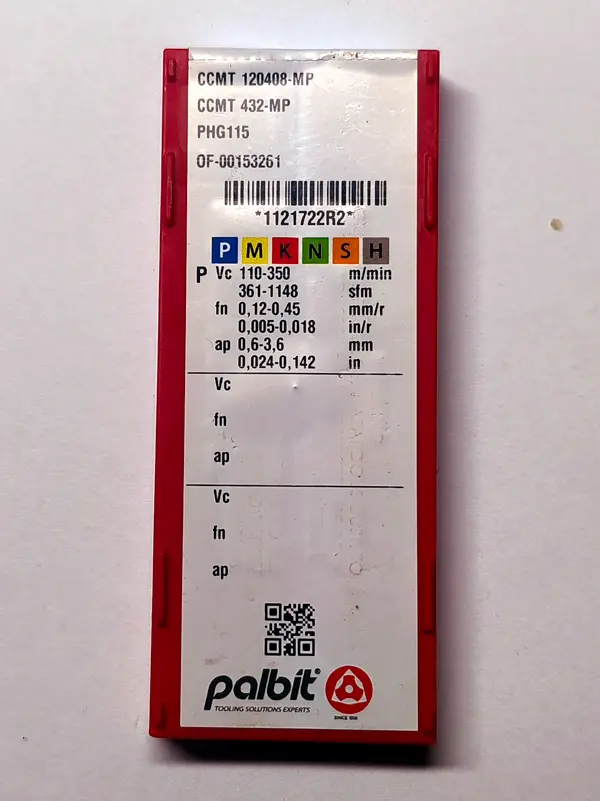 CCMT 120408-MP
CCMT 432-MP
PHG115
OF-00153261
*1121722R2*
P M K N S H
P Vc 110-350 m/min
361-1148 sfm
fn 0,12-0,45 mm/r
0,005-0,018 in/r
ap 0,6-3,6 mm
0,024-0,142 in
Vc
fn
ap
Vc
fn
ap
palbit®
TOOLING SOLUTIONS EXPERTS